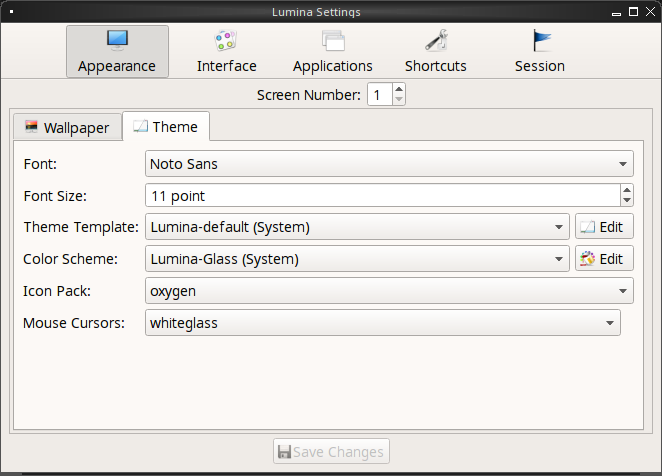 Lumina Settings
Appearance Interface Applications Shortcuts Session
Screen Number: 1
Wallpaper Theme
Font: Noto Sans
Font Size: 11 point
Theme Template: Lumina-default (System) Edit
Color Scheme: Lumina-Glass (System) Edit
Icon Pack: oxygen
Mouse Cursors: whiteglass
Save Changes